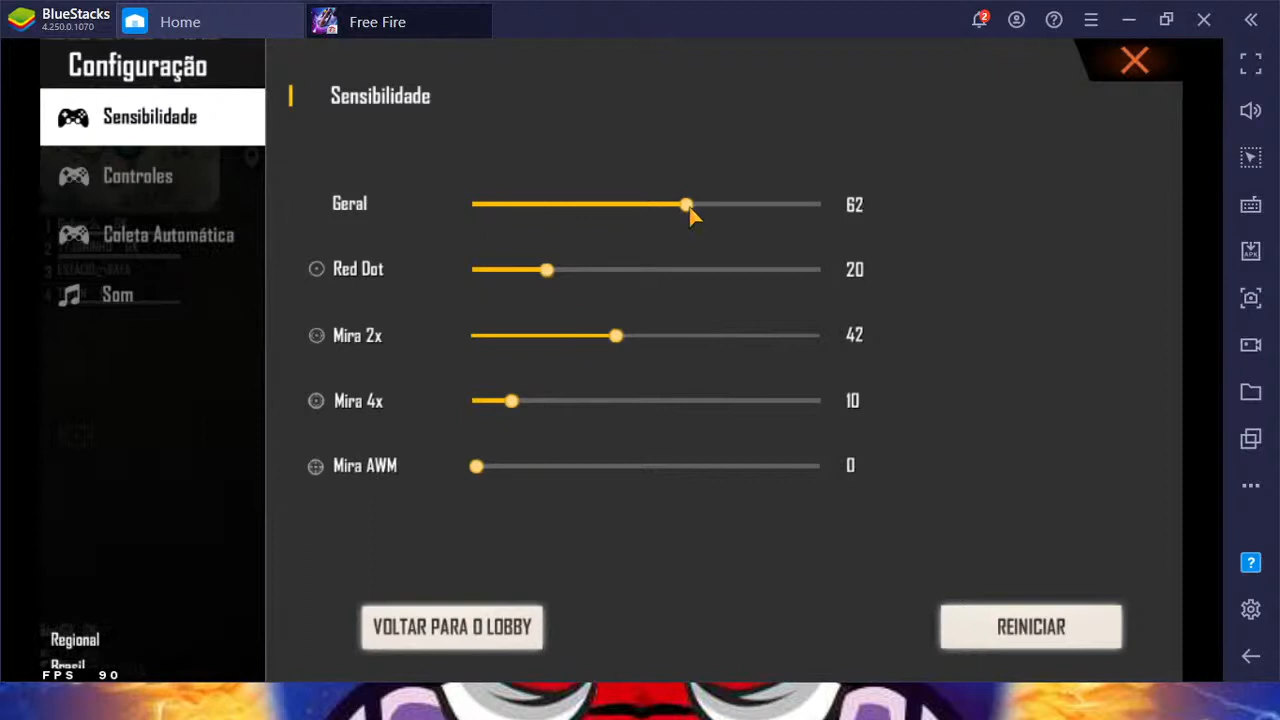 BlueStacks
4.250.0.1070
Home
Free Fire
2
Configuração
Sensibilidade
Controles
Coleta Automática
Som
Regional
Brasil
FPS 90
Sensibilidade
Geral 62
Red Dot 20
Mira 2x 42
Mira 4x 10
Mira AWM 0
VOLTAR PARA O LOBBY
REINICIAR